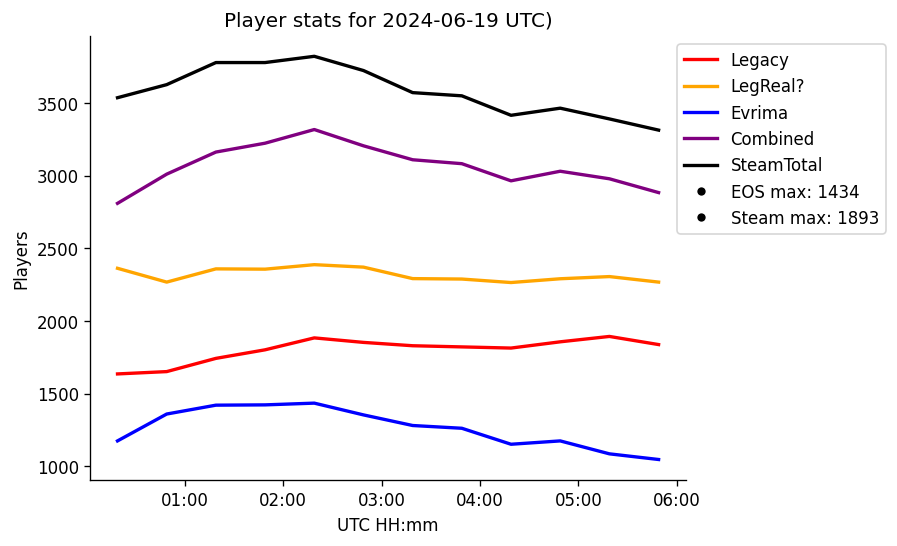 Player stats for 2024-06-19 UTC)
Legacy
LegReal?
Evrima
Combined
SteamTotal
EOS max: 1434
Steam max: 1893
Players
3500
3000
2500
2000
1500
1000
01:00 02:00 03:00 04:00 05:00 06:00
UTC HH:mm